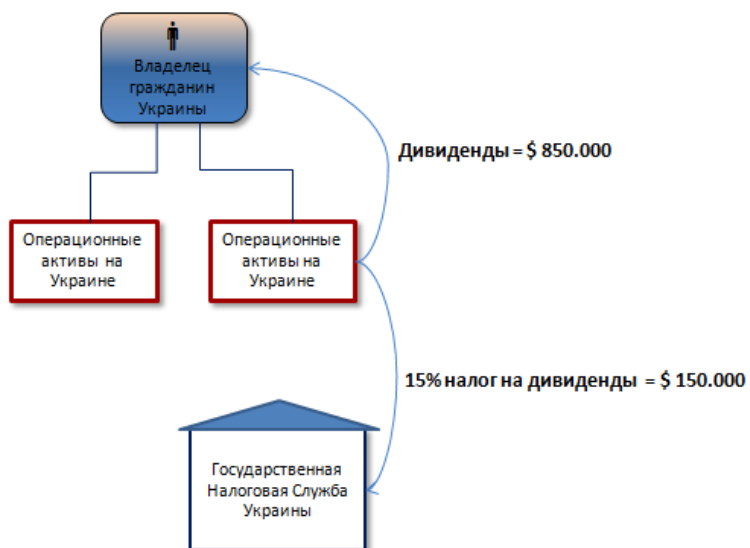 Владелец
гражданин
Украины
Дивиденды = $ 850.000
Операционные
активы на
Украине
Операционные
активы на
Украине
15% налог на дивиденды = $ 150.000
Государственная
Налоговая Служба
Украины